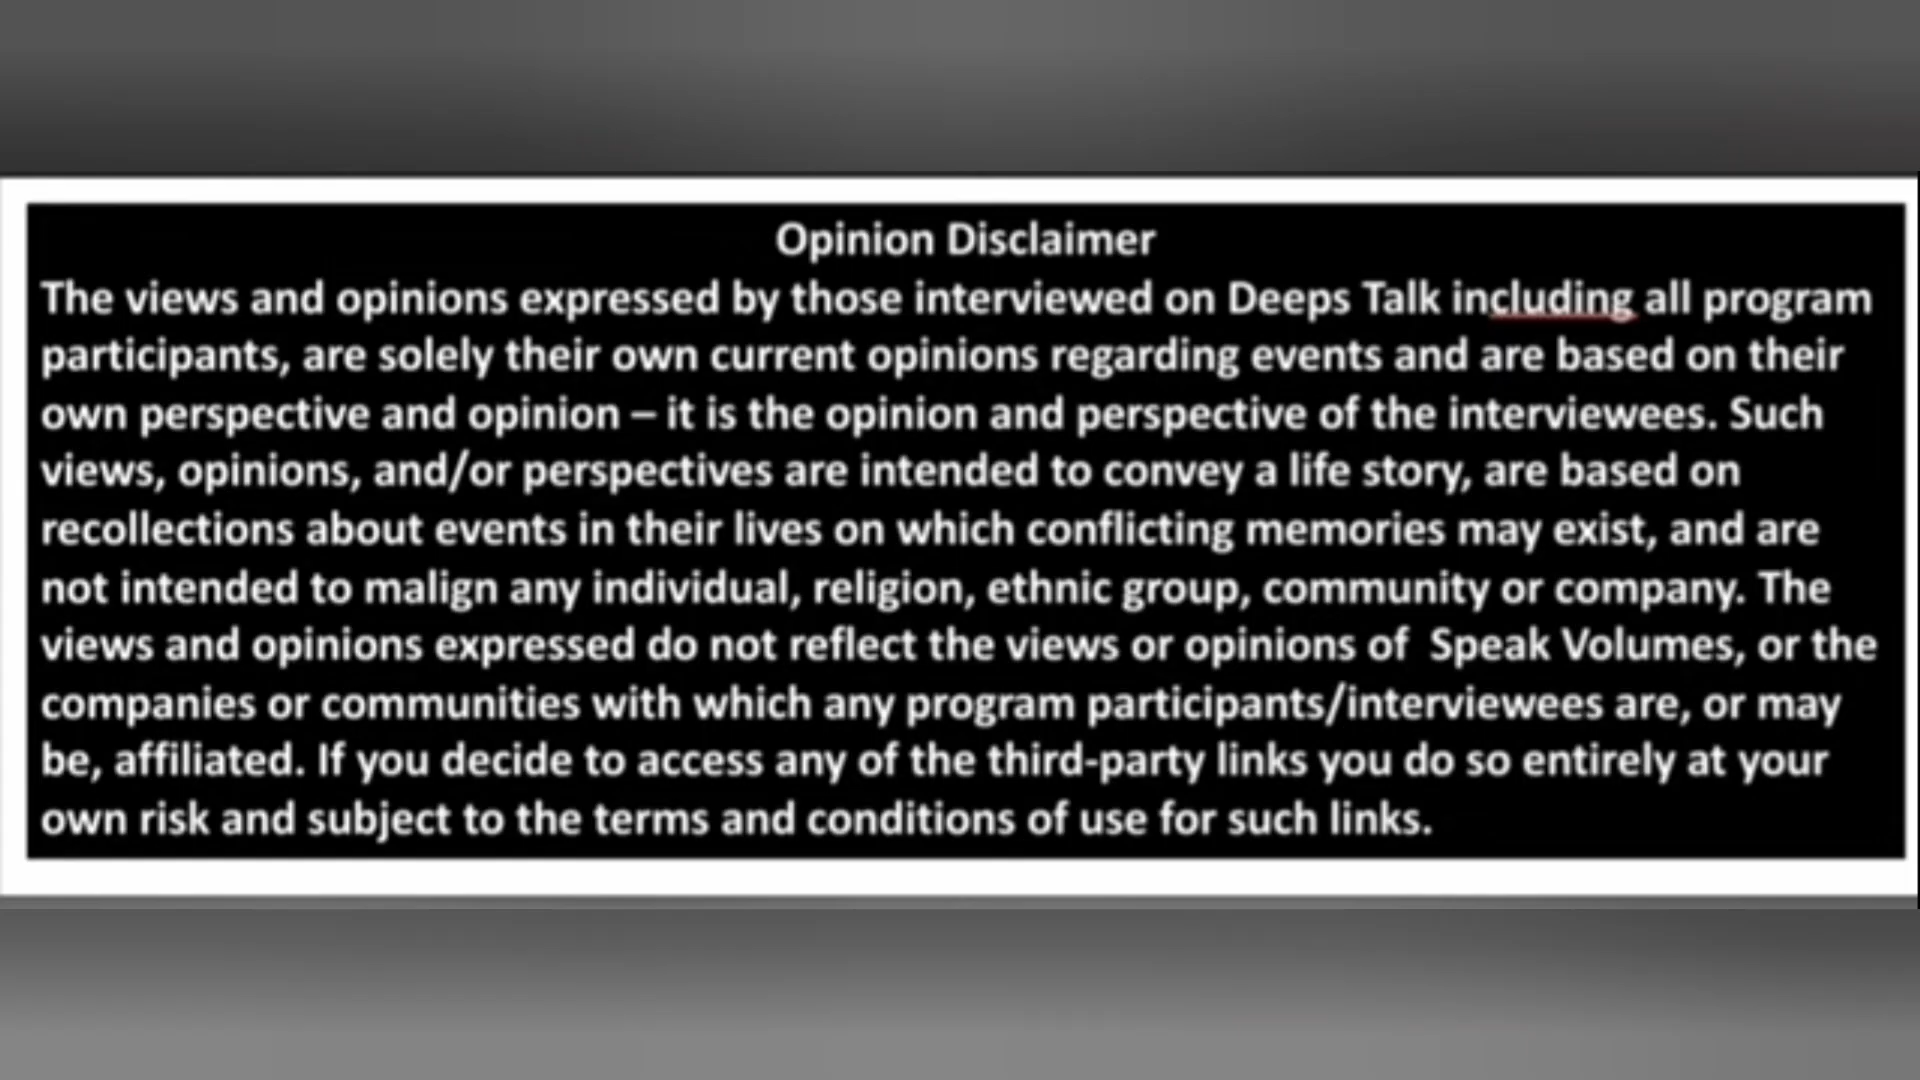 Opinion Disclaimer
The views and opinions expressed by those interviewed on Deeps Talk including all program
participants, are solely their own current opinions regarding events and are based on their
own perspective and opinion – it is the opinion and perspective of the interviewees. Such
views, opinions, and/or perspectives are intended to convey a life story, are based on
recollections about events in their lives on which conflicting memories may exist, and are
not intended to malign any individual, religion, ethnic group, community or company. The
views and opinions expressed do not reflect the views or opinions of  Speak Volumes, or the
companies or communities with which any program participants/interviewees are, or may
be, affiliated. If you decide to access any of the third-party links you do so entirely at your
own risk and subject to the terms and conditions of use for such links.